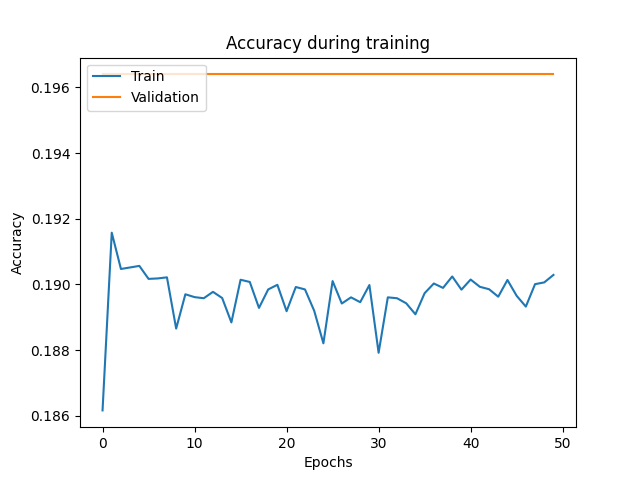 Accuracy during training
Train
Validation
0.196
0.194
0.192
0.190
0.188
0.186
Accuracy
0 10 20 30 40 50
Epochs